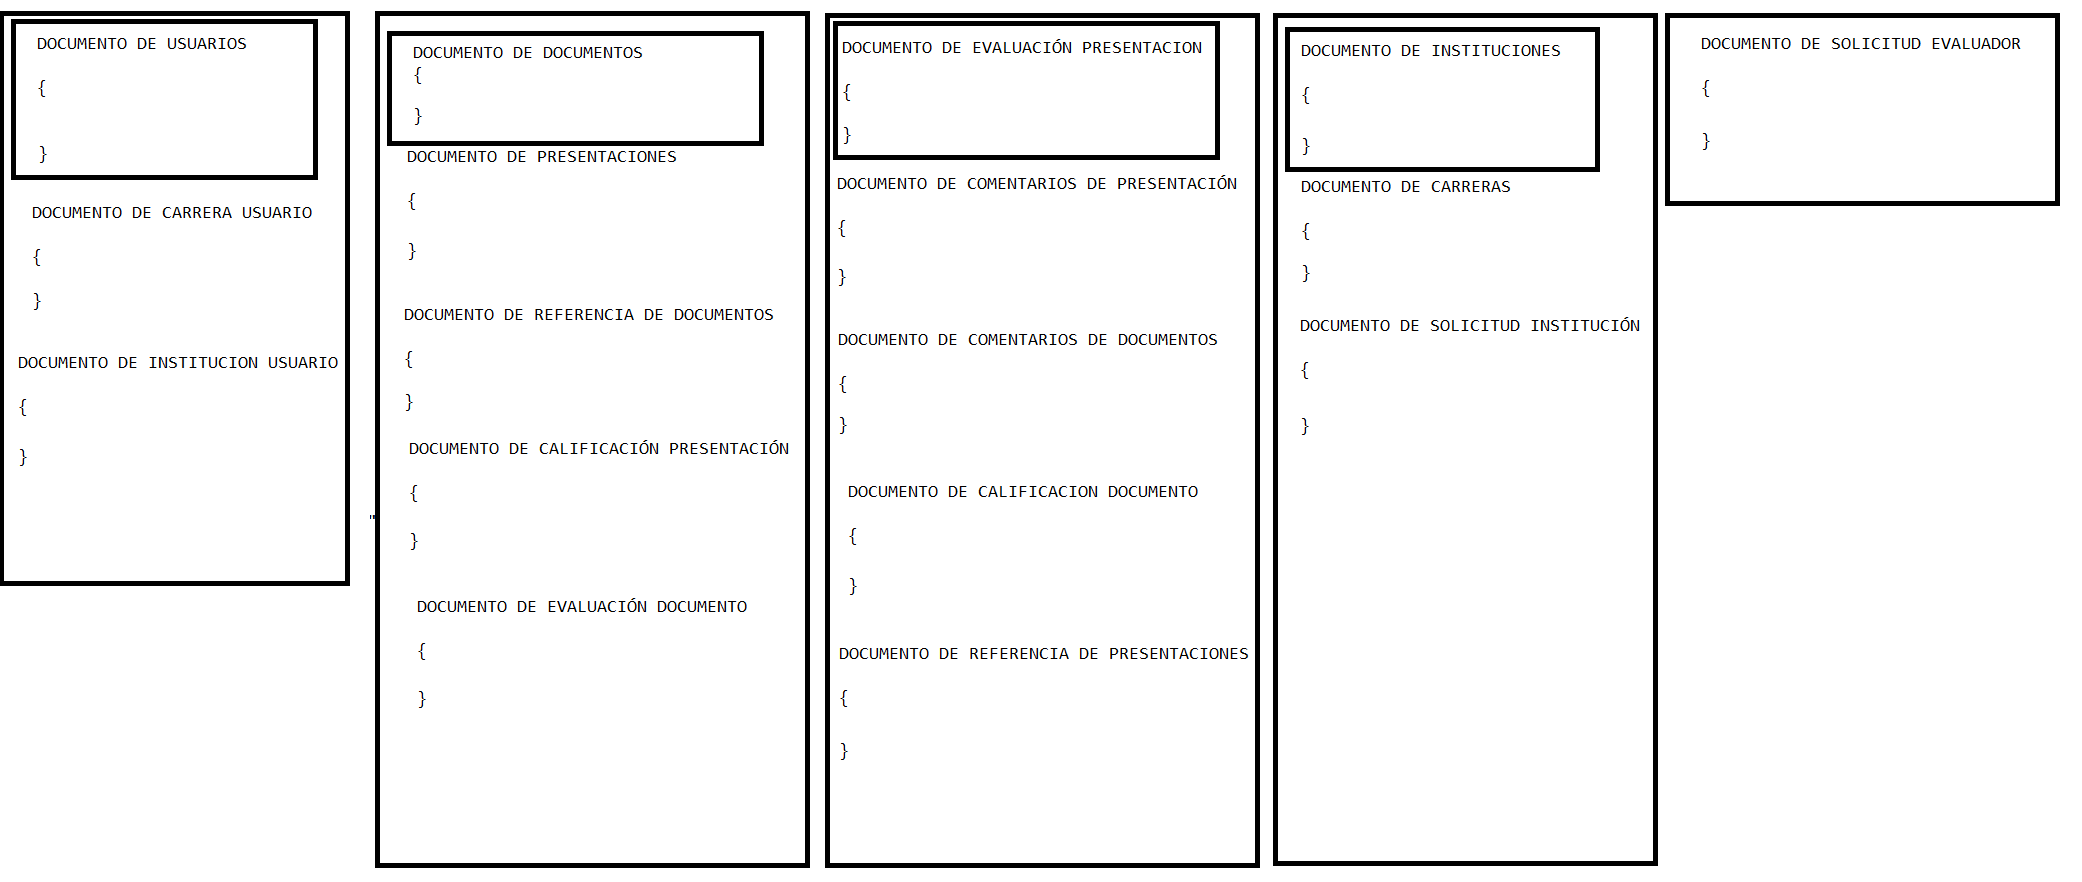 DOCUMENTO DE USUARIOS
{
}
DOCUMENTO DE CARRERA USUARIO
{
}
DOCUMENTO DE INSTITUCION USUARIO
{
}
"
DOCUMENTO DE DOCUMENTOS
{
}
DOCUMENTO DE PRESENTACIONES
{
}
DOCUMENTO DE REFERENCIA DE DOCUMENTOS
{
}
DOCUMENTO DE CALIFICACIÓN PRESENTACIÓN
{
}
DOCUMENTO DE EVALUACIÓN DOCUMENTO
{
}
DOCUMENTO DE EVALUACIÓN PRESENTACION
{
}
DOCUMENTO DE COMENTARIOS DE PRESENTACIÓN
{
}
DOCUMENTO DE COMENTARIOS DE DOCUMENTOS
{
}
DOCUMENTO DE CALIFICACION DOCUMENTO
{
}
DOCUMENTO DE REFERENCIA DE PRESENTACIONES
{
}
DOCUMENTO DE INSTITUCIONES
{
}
DOCUMENTO DE CARRERAS
{
}
DOCUMENTO DE SOLICITUD INSTITUCIÓN
{
}
DOCUMENTO DE SOLICITUD EVALUADOR
{
}